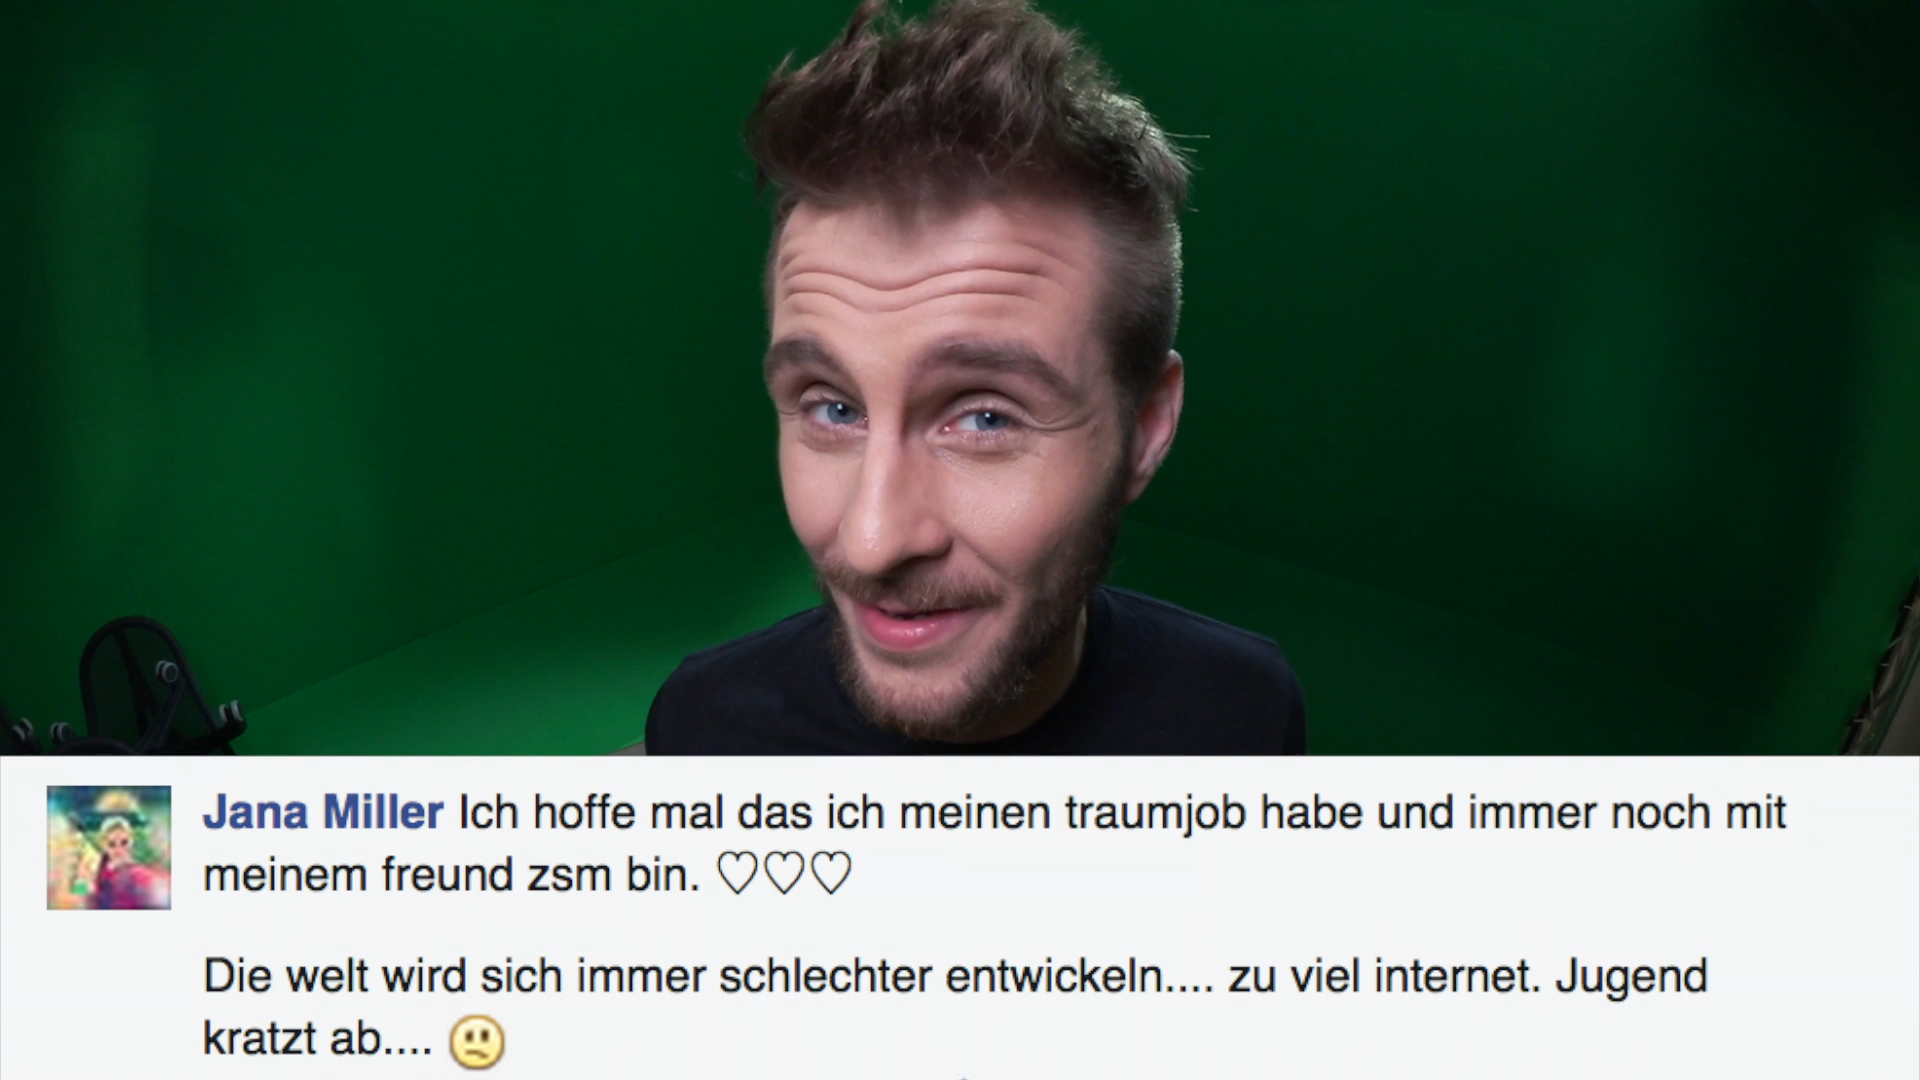 Jana Miller Ich hoffe mal das ich meinen traumjob habe und immer noch mit
meinem freund zsm bin. ♡♡♡
Die welt wird sich immer schlechter entwickeln.... zu viel internet. Jugend
kratzt ab....